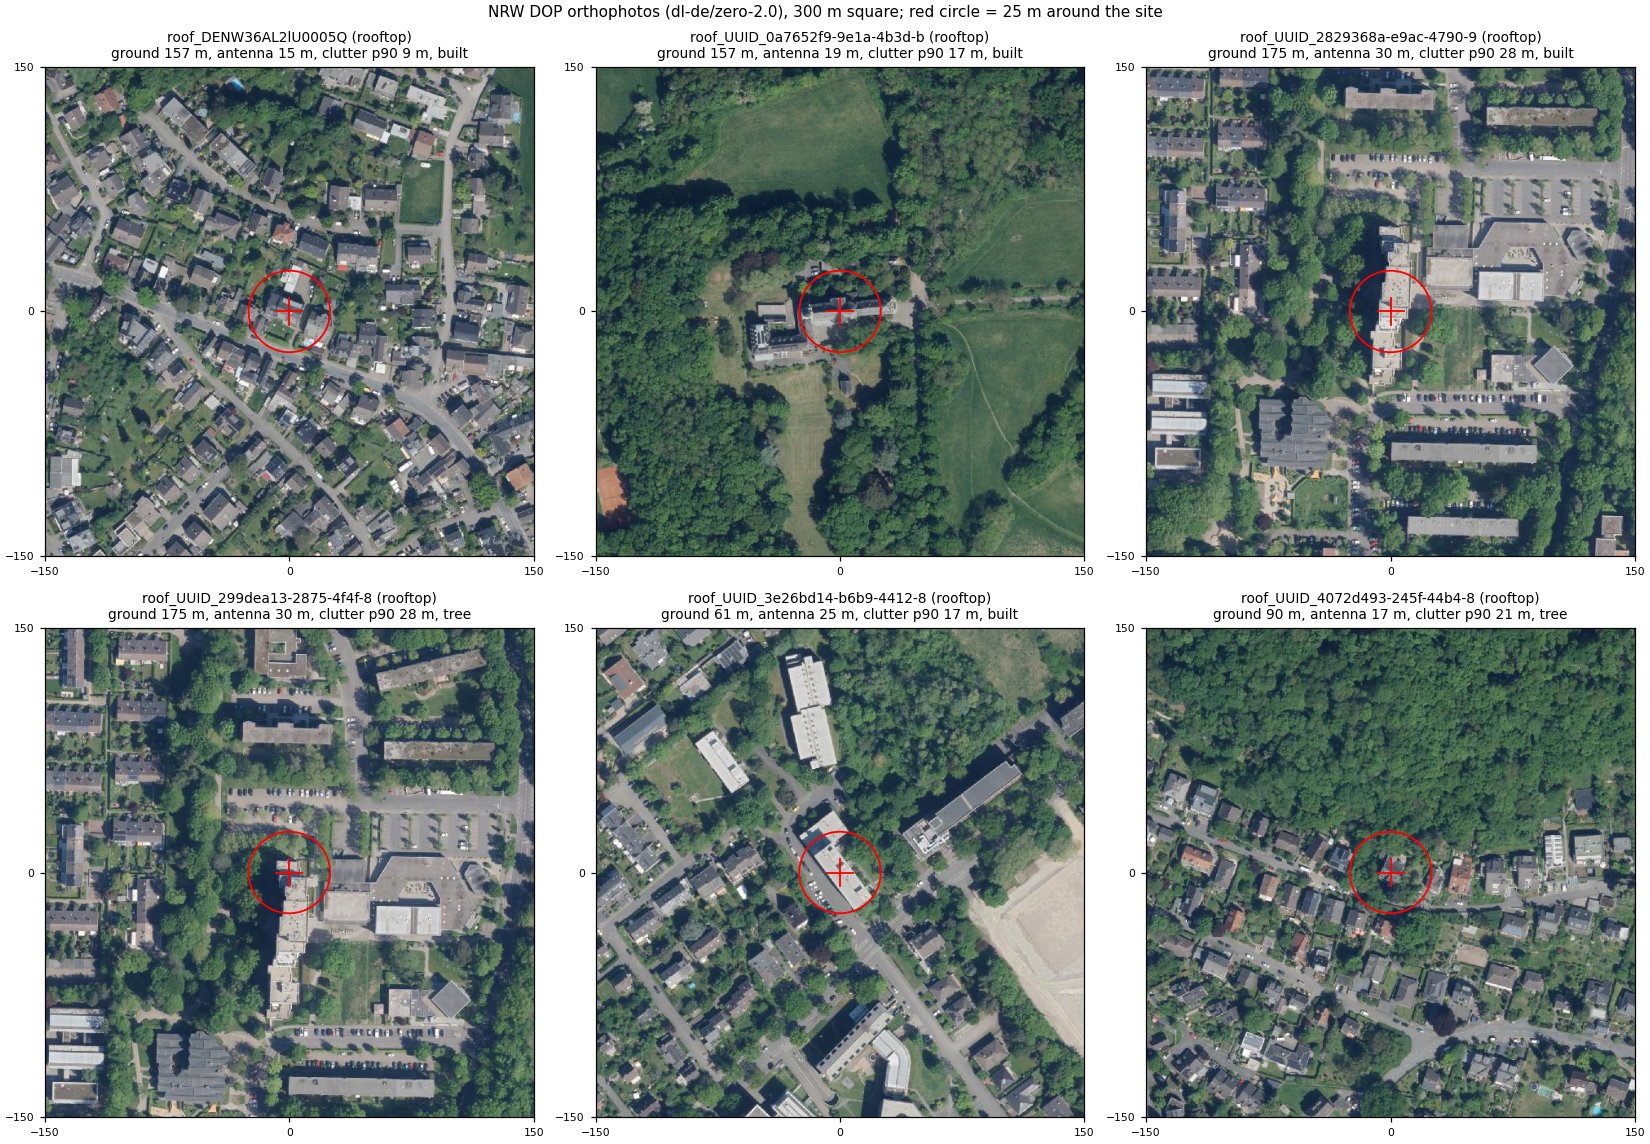 NRW DOP orthophotos (dl-de/zero-2.0), 300 m square; red circle = 25 m around the site
roof_DENW36AL2lU0005Q (rooftop)
ground 157 m, antenna 15 m, clutter p90 9 m, built
roof_UUID_0a7652f9-9e1a-4b3d-b (rooftop)
ground 157 m, antenna 19 m, clutter p90 17 m, built
roof_UUID_2829368a-e9ac-4790-9 (rooftop)
ground 175 m, antenna 30 m, clutter p90 28 m, built
150
0
−150
−150
0
150
150
0
−150
−150
0
150
150
0
−150
−150
0
150
roof_UUID_299dea13-2875-4f4f-8 (rooftop)
ground 175 m, antenna 30 m, clutter p90 28 m, tree
roof_UUID_3e26bd14-b6b9-4412-8 (rooftop)
ground 61 m, antenna 25 m, clutter p90 17 m, built
roof_UUID_4072d493-245f-44b4-8 (rooftop)
ground 90 m, antenna 17 m, clutter p90 21 m, tree
150
0
−150
−150
0
150
150
0
−150
−150
0
150
150
0
−150
−150
0
150